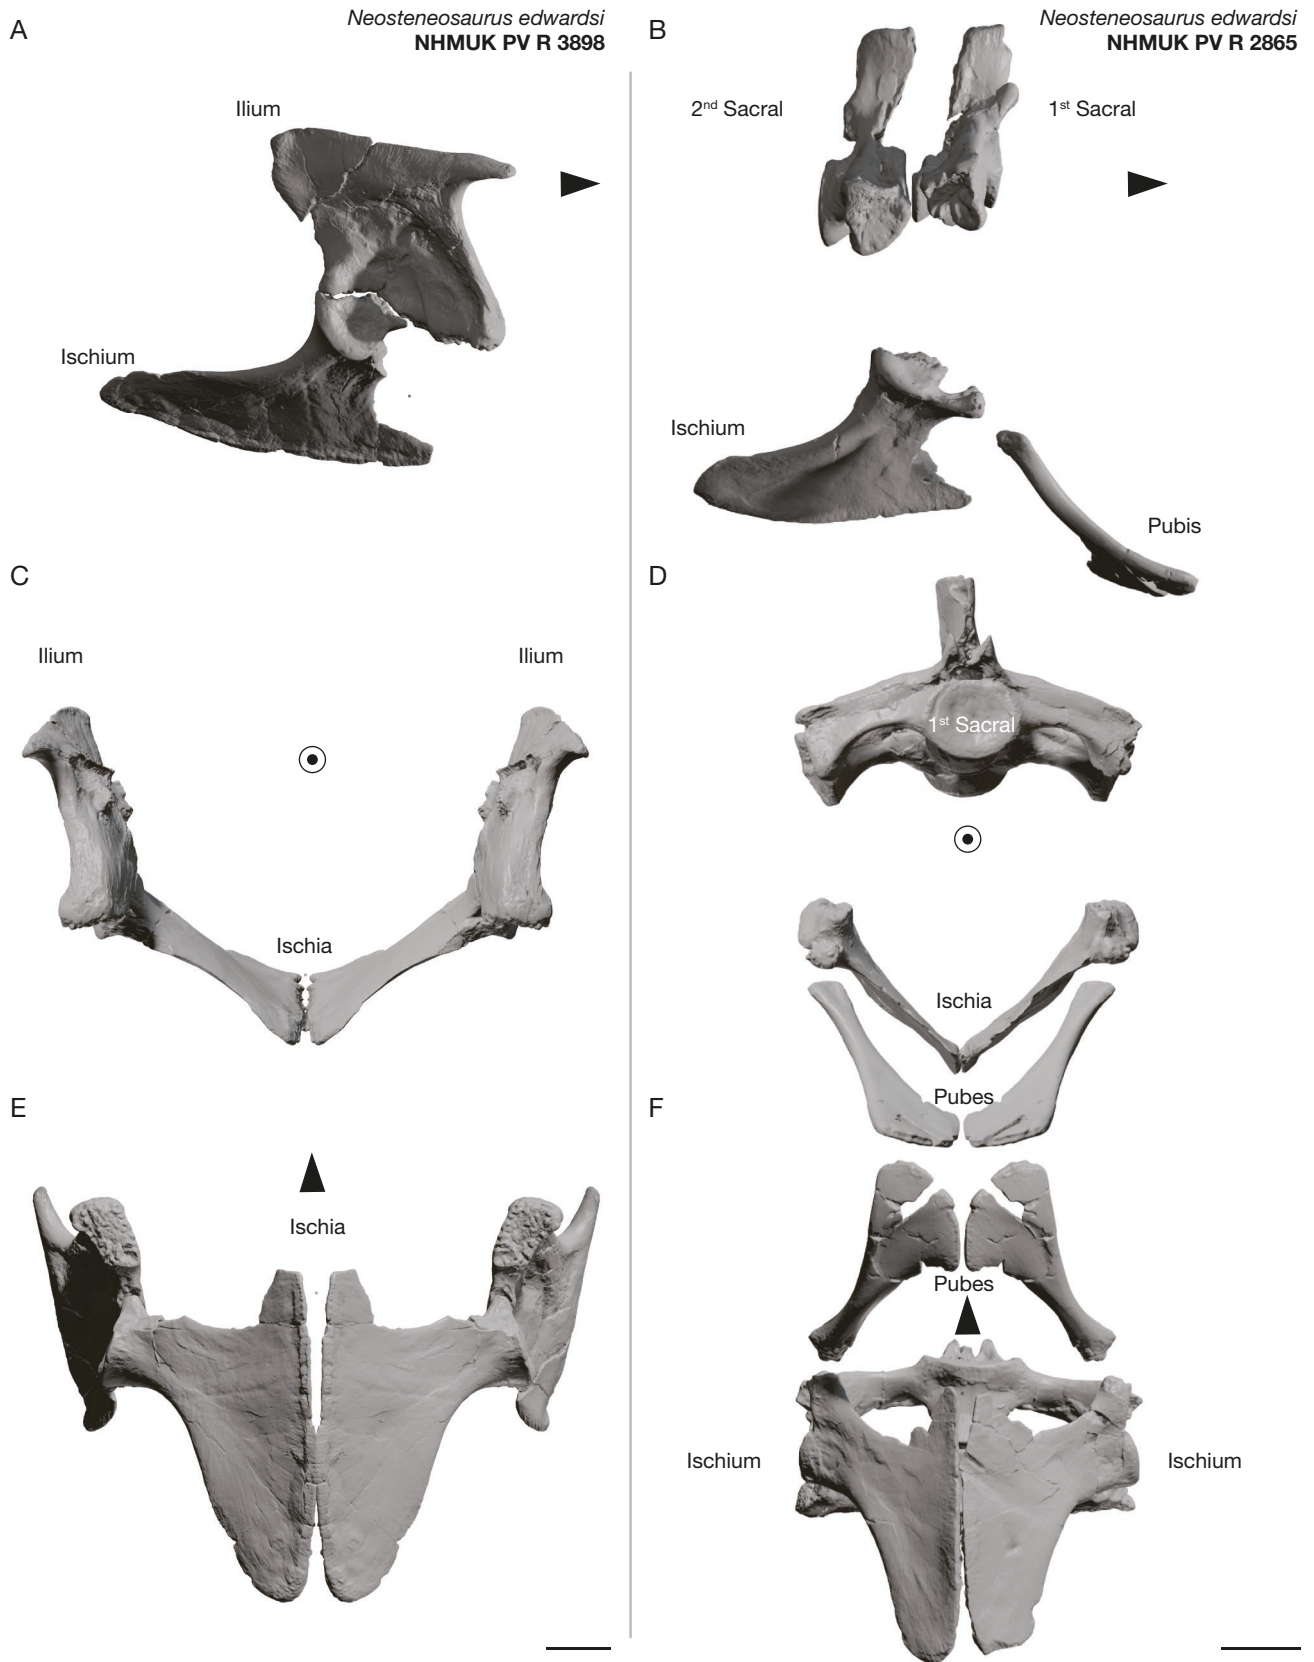 A
Neosteneosaurus edwardsi
NHMUK PV R 3898
Ilium
Ischium
B
Neosteneosaurus edwardsi
NHMUK PV R 2865
2nd Sacral
1st Sacral
Ischium
Pubis
C
Ilium
Ilium
Ischia
D
1st Sacral
Ischia
Pubes
E
Ischia
F
Pubes
Ischium
Ischium